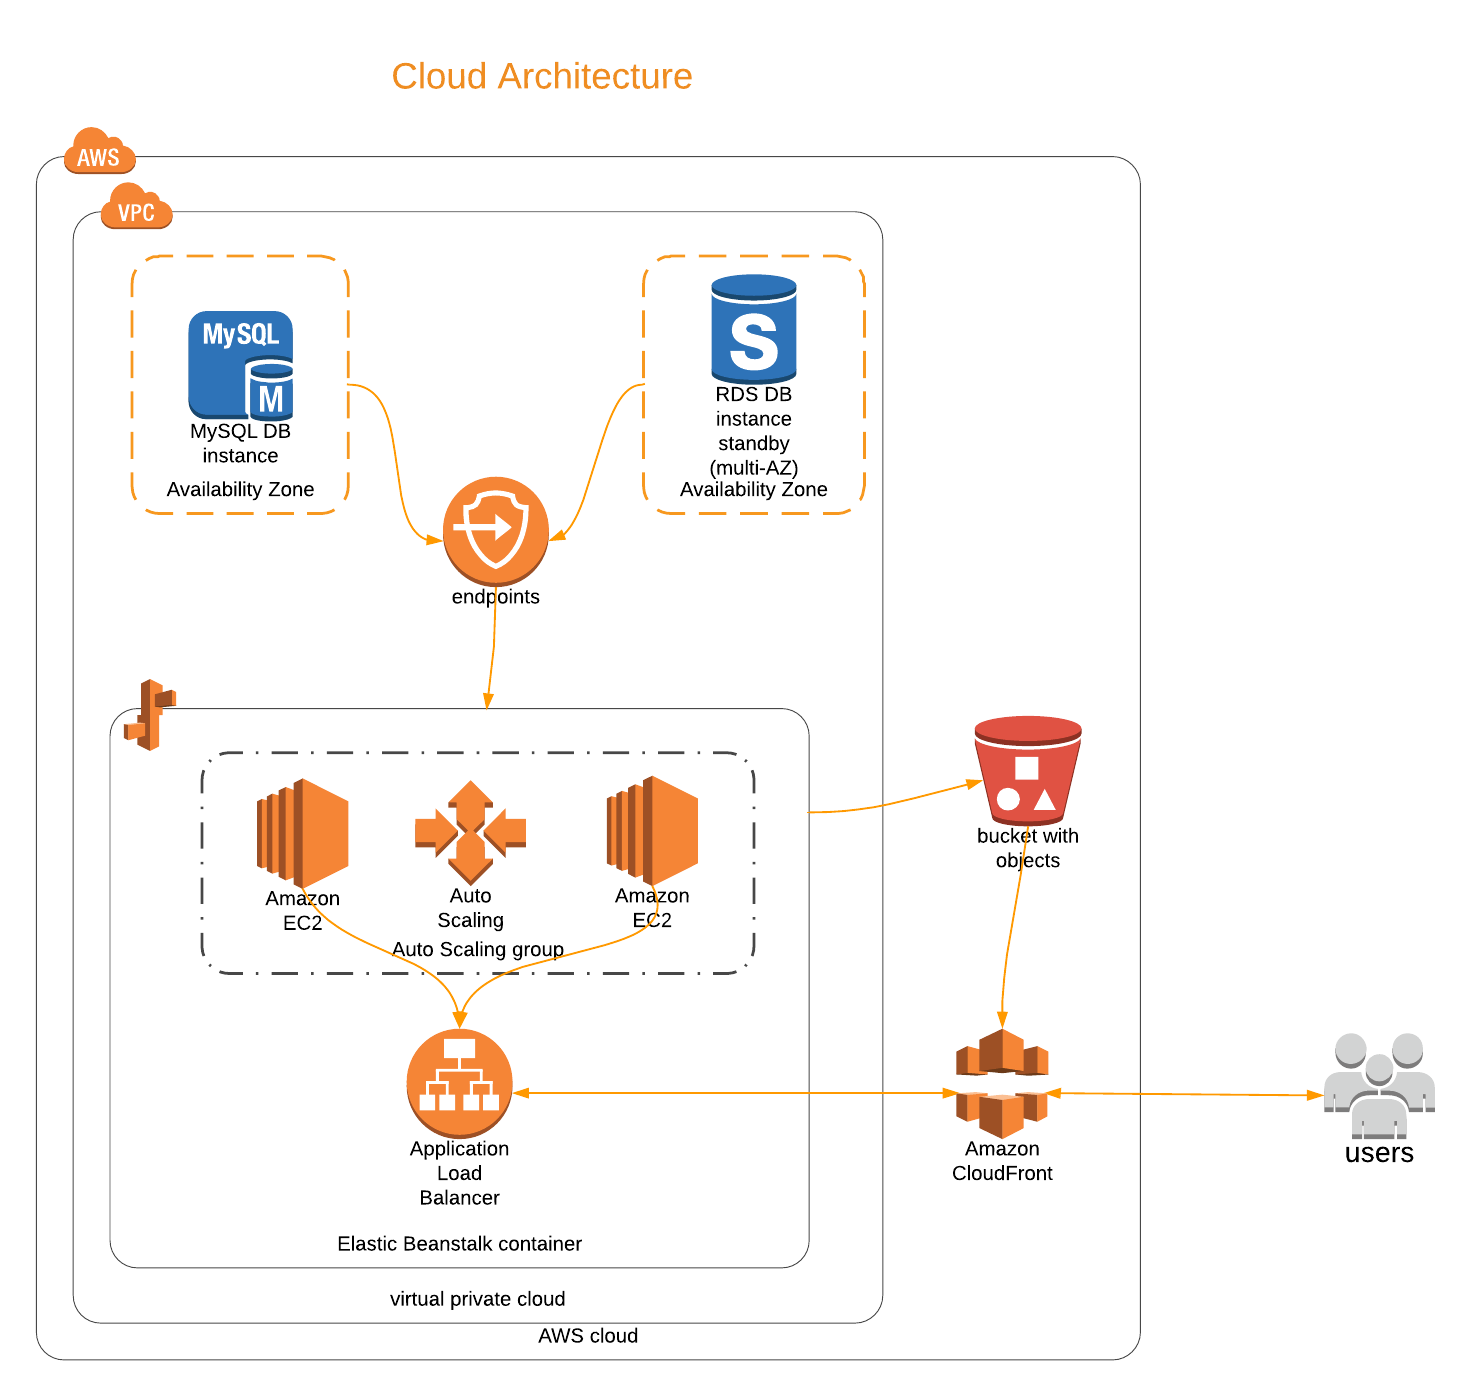 Cloud Architecture
AWS
VPC
MySQL
M
MySQL DB
instance
Availability Zone
S
RDS DB
instance
standby
(multi-AZ)
Availability Zone
endpoints
Amazon
EC2
Auto
Scaling
Amazon
EC2
Auto Scaling group
bucket with
objects
Application
Load
Balancer
Amazon
CloudFront
users
Elastic Beanstalk container
virtual private cloud
AWS cloud